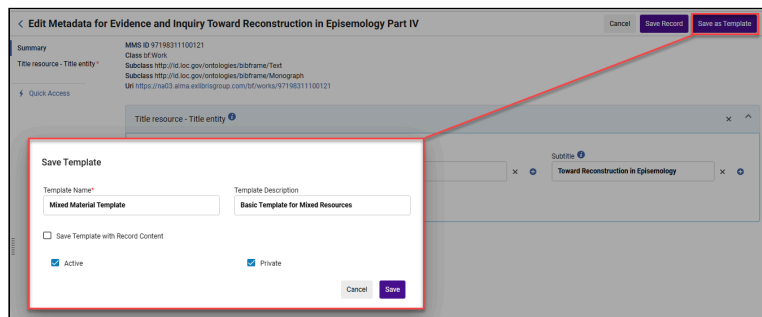 < Edit Metadata for Evidence and Inquiry Toward Reconstruction in Episemology Part IV
Cancel
Save Record
Save as Template
Summary
Title resource - Title entity *
Quick Access
MMS ID 97198311100121
Class bf:Work
Subclass http://id.loc.gov/ontologies/bibframe/Text
Subclass http://id.loc.gov/ontologies/bibframe/Monograph
Uri https://na03.alma.exlibrisgroup.com/bf/works/97198311100121
Title resource - Title entity
Subtitle
Toward Reconstruction in Episemology
Save Template
Template Name*
Template Description
Mixed Material Template
Basic Template for Mixed Resources
Save Template with Record Content
Active
Private
Cancel
Save